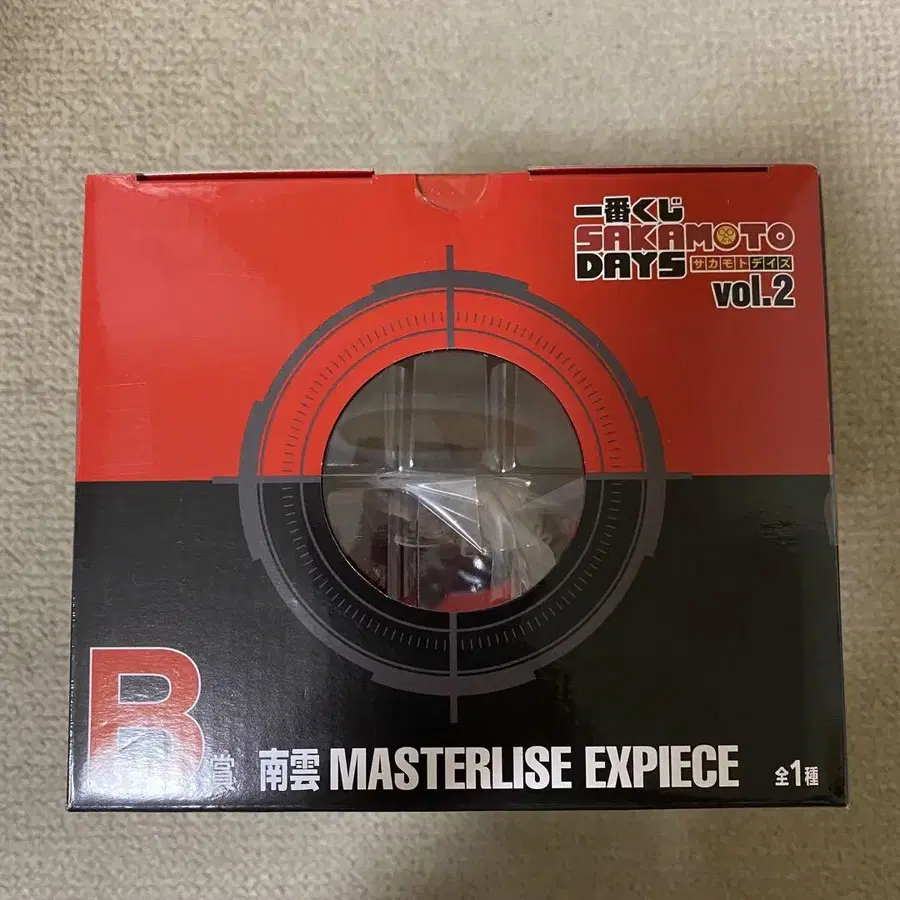 一番くじ
SAKAMOTO
DAYS サカモトデイズ
vol.2
B賞 南雲 MASTERLISE EXPIECE 全1種